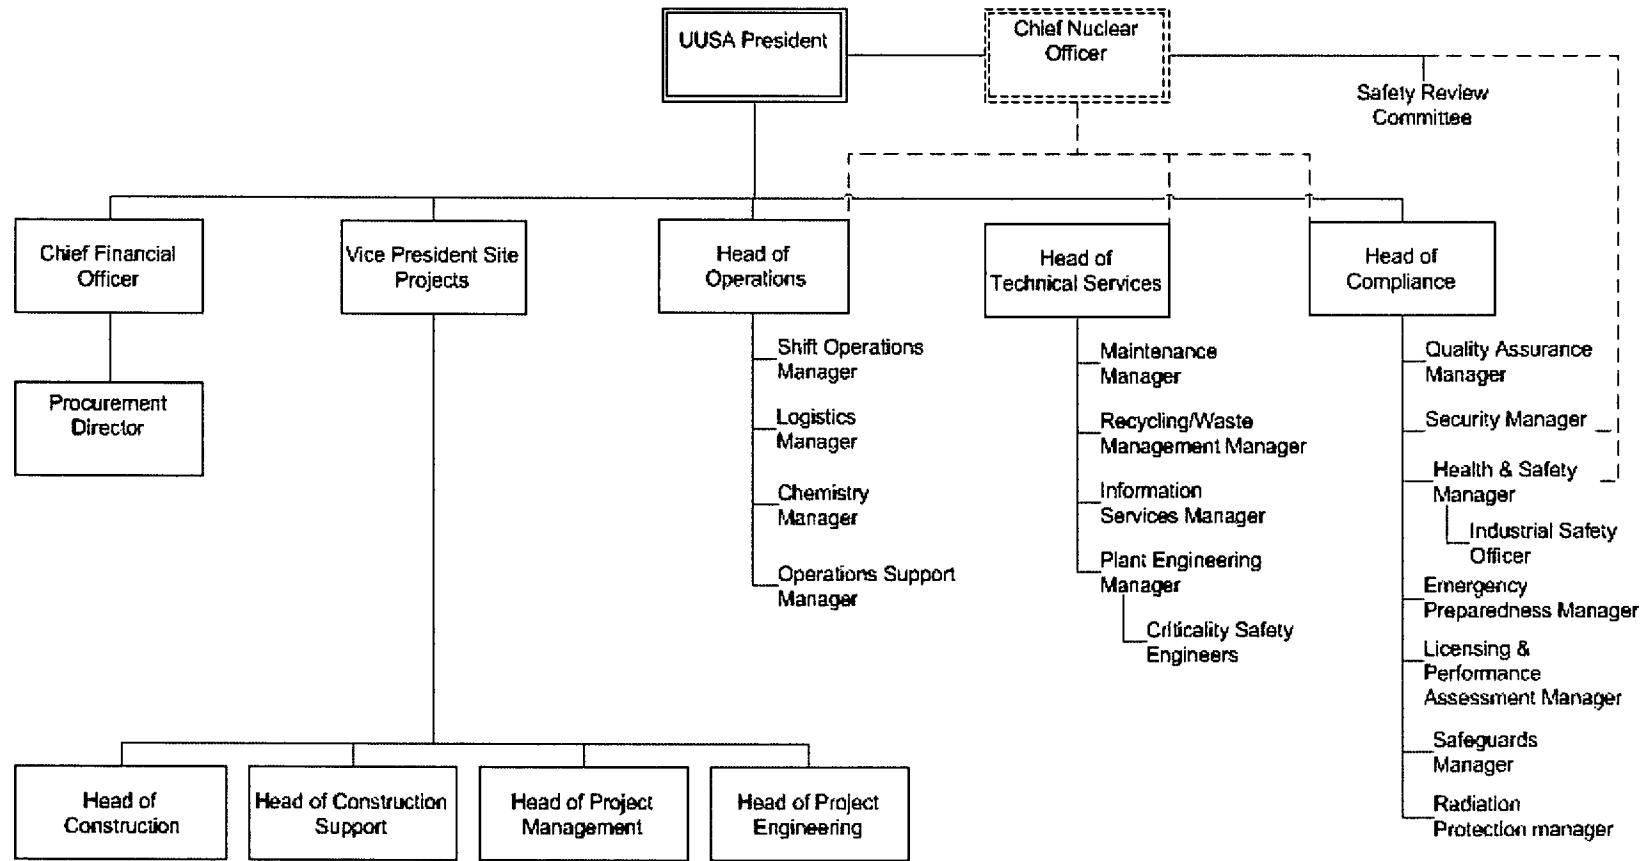 UUSA President
Chief Nuclear
Officer
Safety Review
Committee
Chief Financial
Officer
Vice President Site
Projects
Head of
Operations
Head of
Technical Services
Head of
Compliance
Procurement
Director
Shift Operations
Manager
Logistics
Manager
Chemistry
Manager
Operations Support
Manager
Maintenance
Manager
Recycling/Waste
Management Manager
Information
Services Manager
Plant Engineering
Manager
Criticality Safety
Engineers
Quality Assurance
Manager
Security Manager
Health & Safety
Manager
Industrial Safety
Officer
Emergency
Preparedness Manager
Licensing &
Performance
Assessment Manager
Safeguards
Manager
Radiation
Protection manager
Head of
Construction
Head of Construction
Support
Head of Project
Management
Head of Project
Engineering